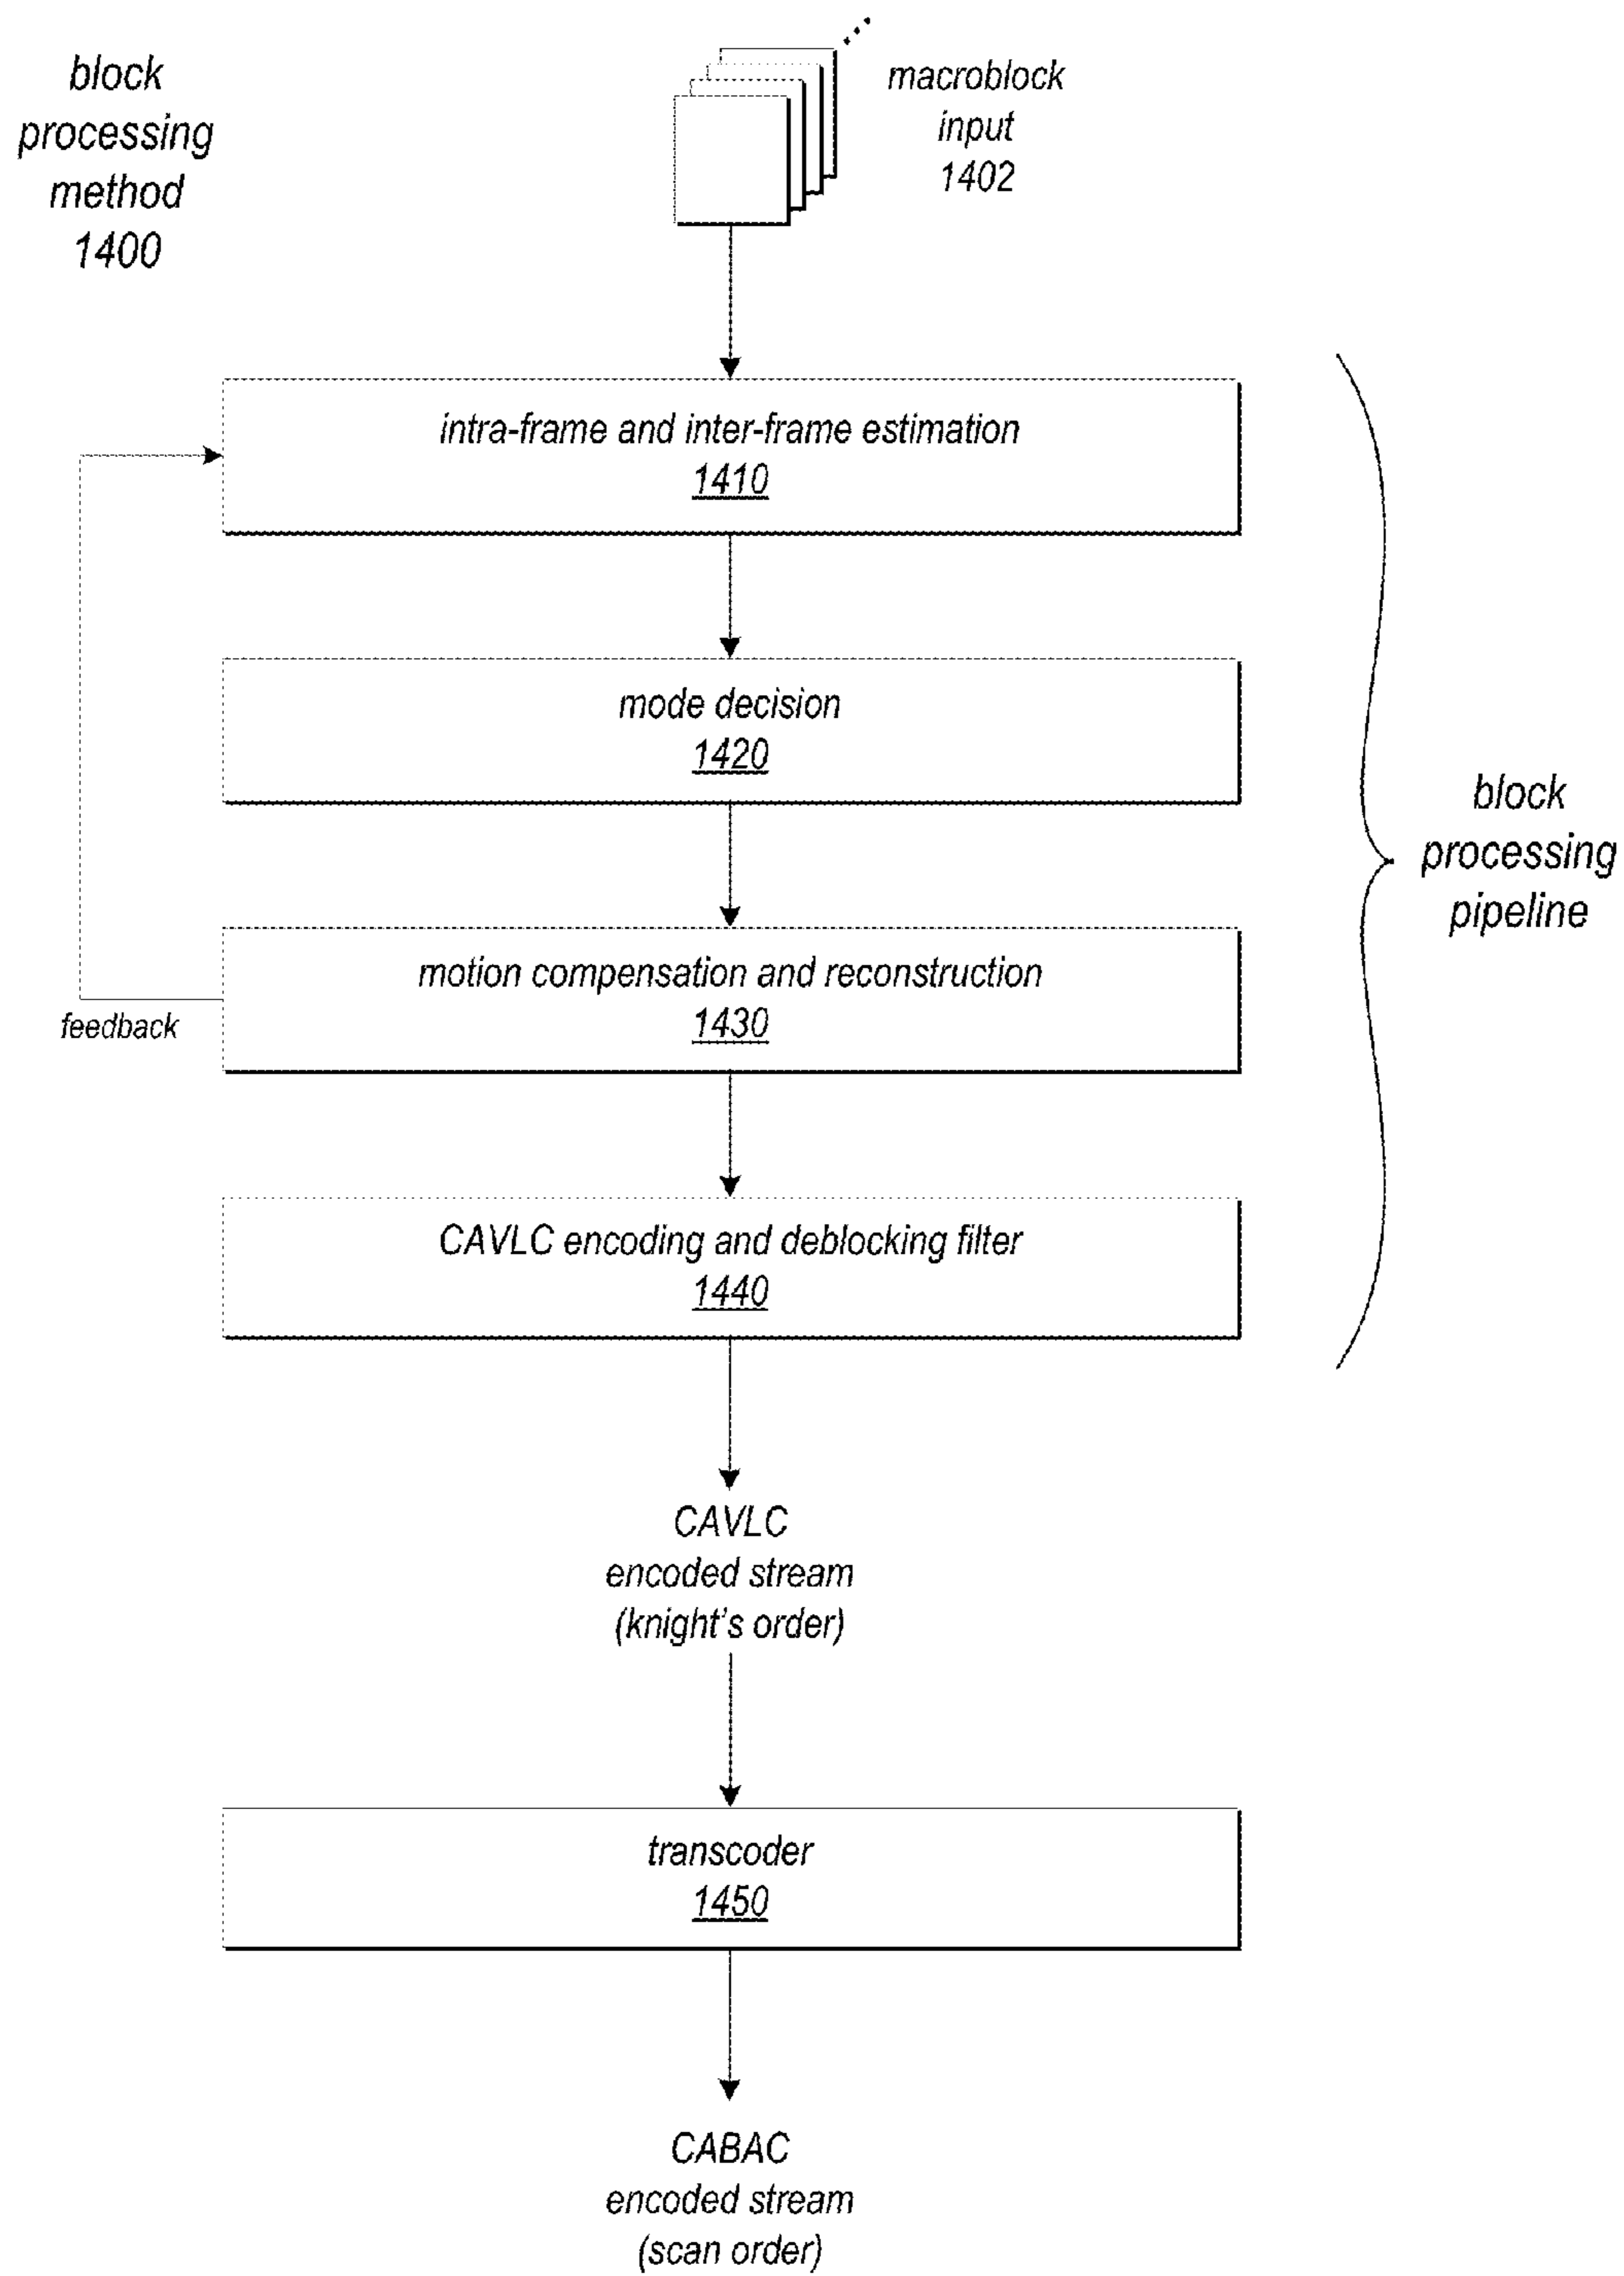 block
processing
method
1400
macroblock
input
1402
intra-frame and inter-frame estimation
1410
mode decision
1420
block
processing
pipeline
motion compensation and reconstruction
1430
feedback
CAVLC encoding and deblocking filter
1440
CAVLC
encoded stream
(knight's order)
transcoder
1450
CABAC
encoded stream
(scan order)